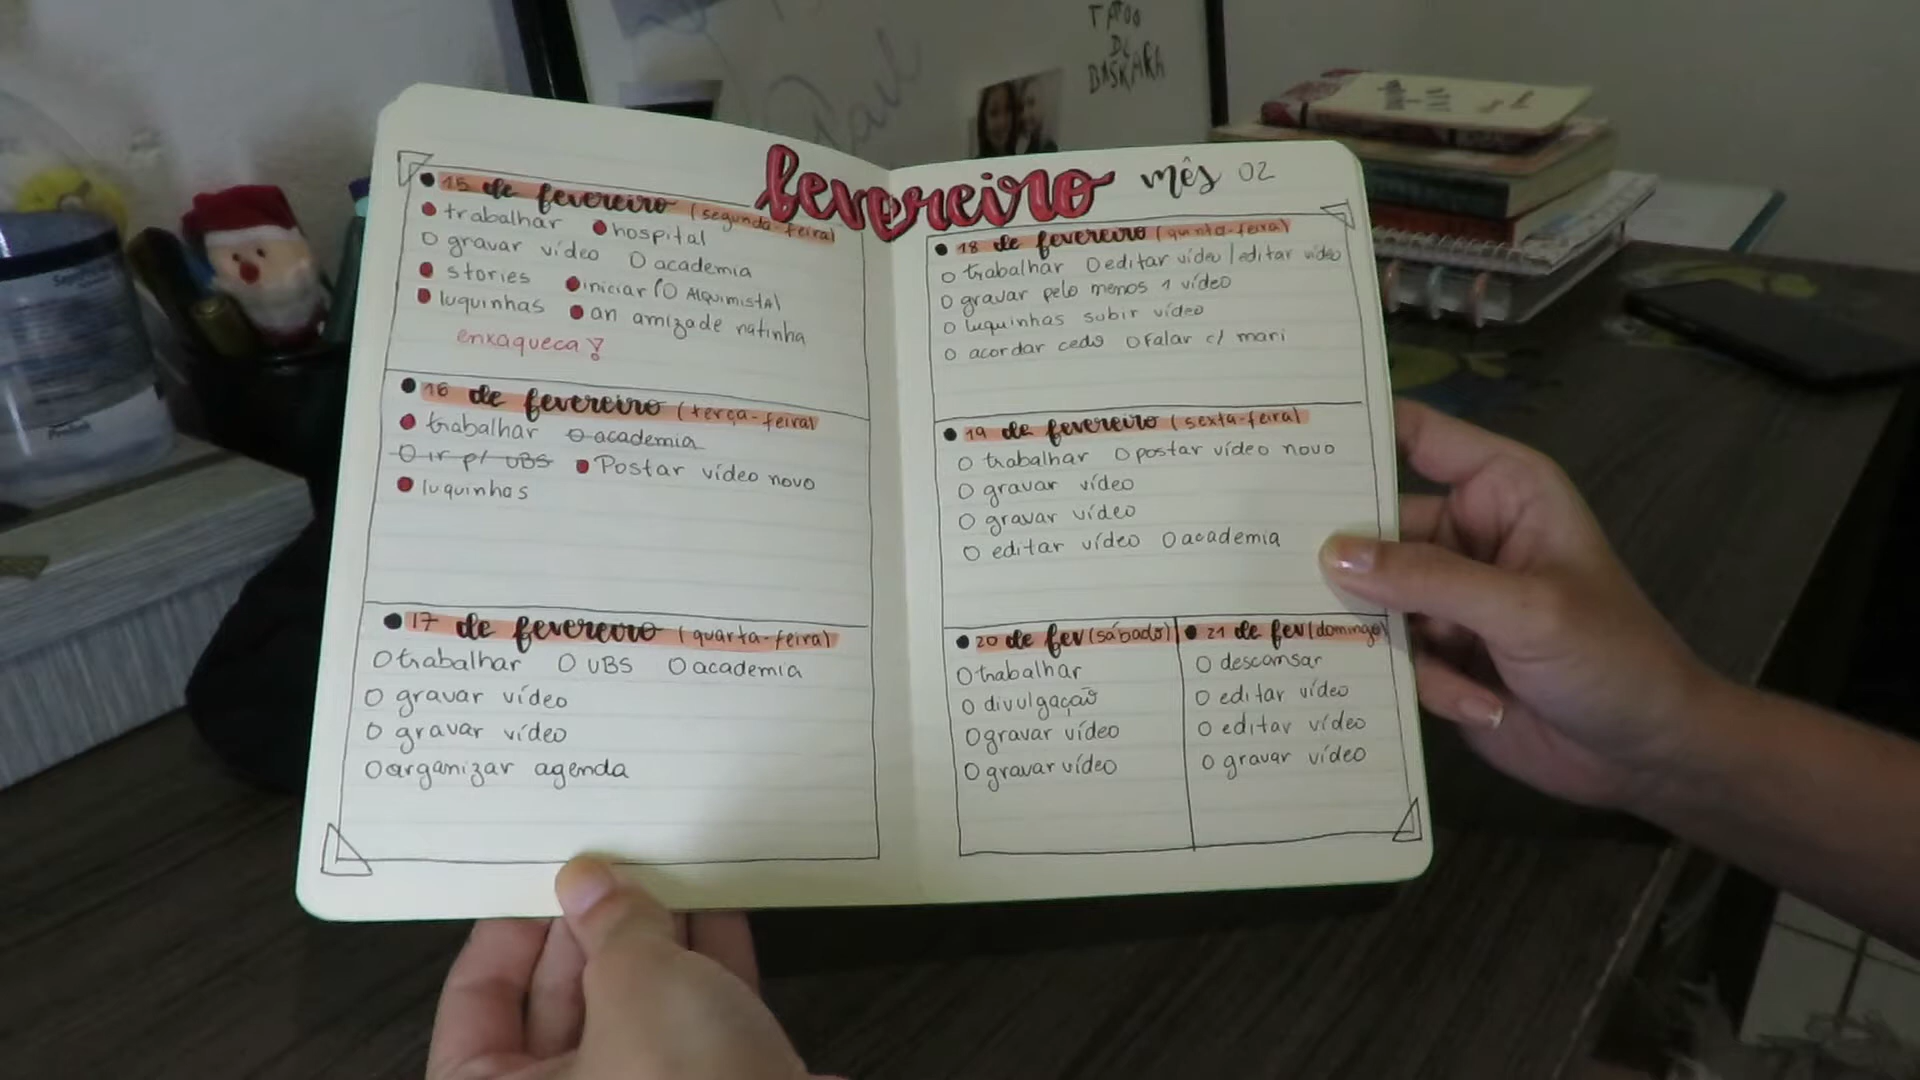 fevereiro mês 02
15 de fevereiro (segunda-feira)
trabalhar hospital
gravar vídeo academia
stories iniciar (O Alquimista)
luquinhas an amizade natinha
enxaqueca!
16 de fevereiro (terça-feira)
trabalhar academia
ir p/ UBS Postar vídeo novo
luquinhas
17 de fevereiro (quarta-feira)
trabalhar UBS academia
gravar vídeo
gravar vídeo
organizar agenda
18 de fevereiro (quinta-feira)
trabalhar editar vídeo / editar vídeo
gravar pelo menos 1 vídeo
luquinhas subir vídeo
acordar cedo Falar c/ mari
19 de fevereiro (sexta-feira)
trabalhar postar vídeo novo
gravar vídeo
gravar vídeo
editar vídeo academia
20 de fev (sábado)
trabalhar
divulgação
gravar vídeo
gravar vídeo
21 de fev (domingo)
descansar
editar vídeo
editar vídeo
gravar vídeo
DE
BASKARA